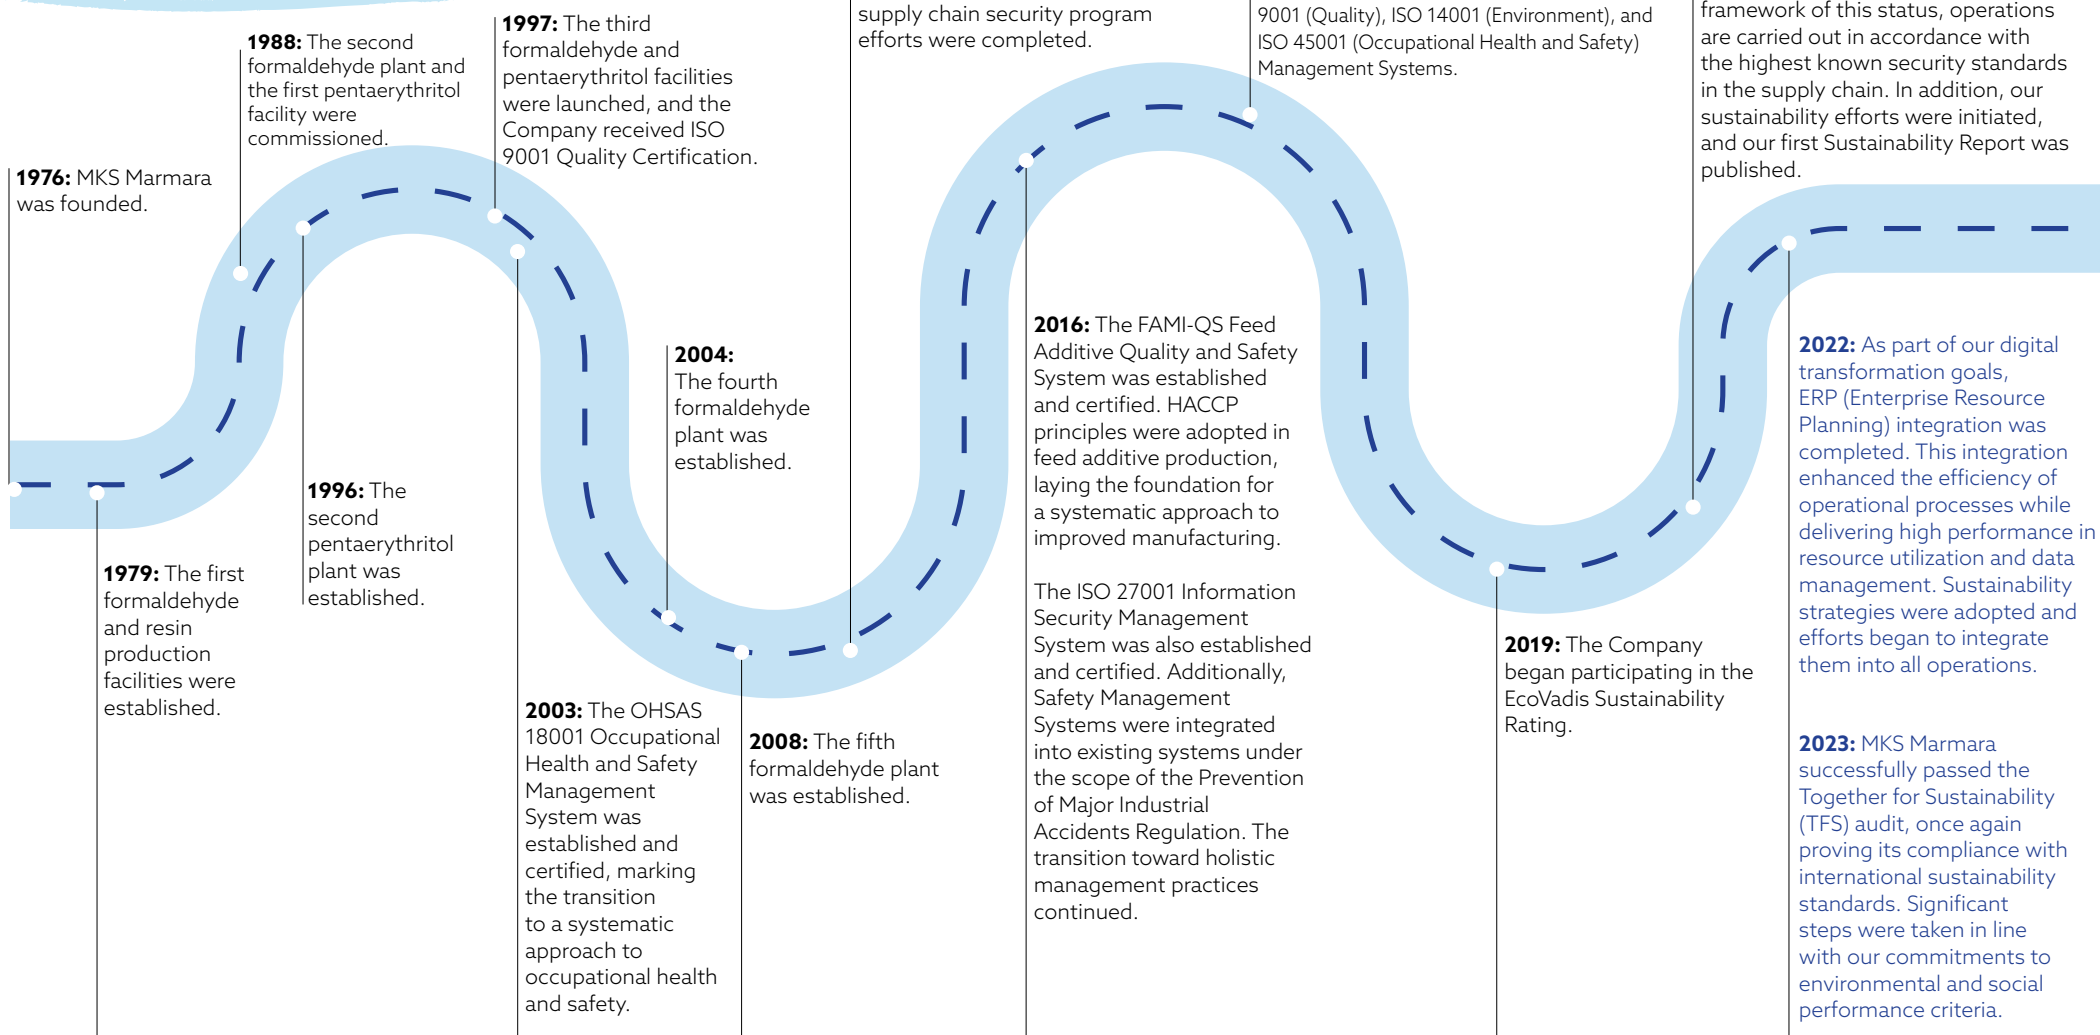 1976: MKS Marmara
was founded.
1979: The first
formaldehyde
and resin
production
facilities were
established.
1988: The second
formaldehyde plant and
the first pentaerythritol
facility were
commissioned.
1996: The
second
pentaerythritol
plant was
established.
1997: The third
formaldehyde and
pentaerythritol facilities
were launched, and the
Company received ISO
9001 Quality Certification.
2003: The OHSAS
18001 Occupational
Health and Safety
Management
System was
established and
certified, marking
the transition
to a systematic
approach to
occupational health
and safety.
2004:
The fourth
formaldehyde
plant was
established.
2008: The fifth
formaldehyde plant
was established.
supply chain security program
efforts were completed.
2016: The FAMI-QS Feed
Additive Quality and Safety
System was established
and certified. HACCP
principles were adopted in
feed additive production,
laying the foundation for
a systematic approach to
improved manufacturing.
The ISO 27001 Information
Security Management
System was also established
and certified. Additionally,
Safety Management
Systems were integrated
into existing systems under
the scope of the Prevention
of Major Industrial
Accidents Regulation. The
transition toward holistic
management practices
continued.
9001 (Quality), ISO 14001 (Environment), and
ISO 45001 (Occupational Health and Safety)
Management Systems.
2019: The Company
began participating in the
EcoVadis Sustainability
Rating.
framework of this status, operations
are carried out in accordance with
the highest known security standards
in the supply chain. In addition, our
sustainability efforts were initiated,
and our first Sustainability Report was
published.
2022: As part of our digital
transformation goals,
ERP (Enterprise Resource
Planning) integration was
completed. This integration
enhanced the efficiency of
operational processes while
delivering high performance in
resource utilization and data
management. Sustainability
strategies were adopted and
efforts began to integrate
them into all operations.
2023: MKS Marmara
successfully passed the
Together for Sustainability
(TFS) audit, once again
proving its compliance with
international sustainability
standards. Significant
steps were taken in line
with our commitments to
environmental and social
performance criteria.